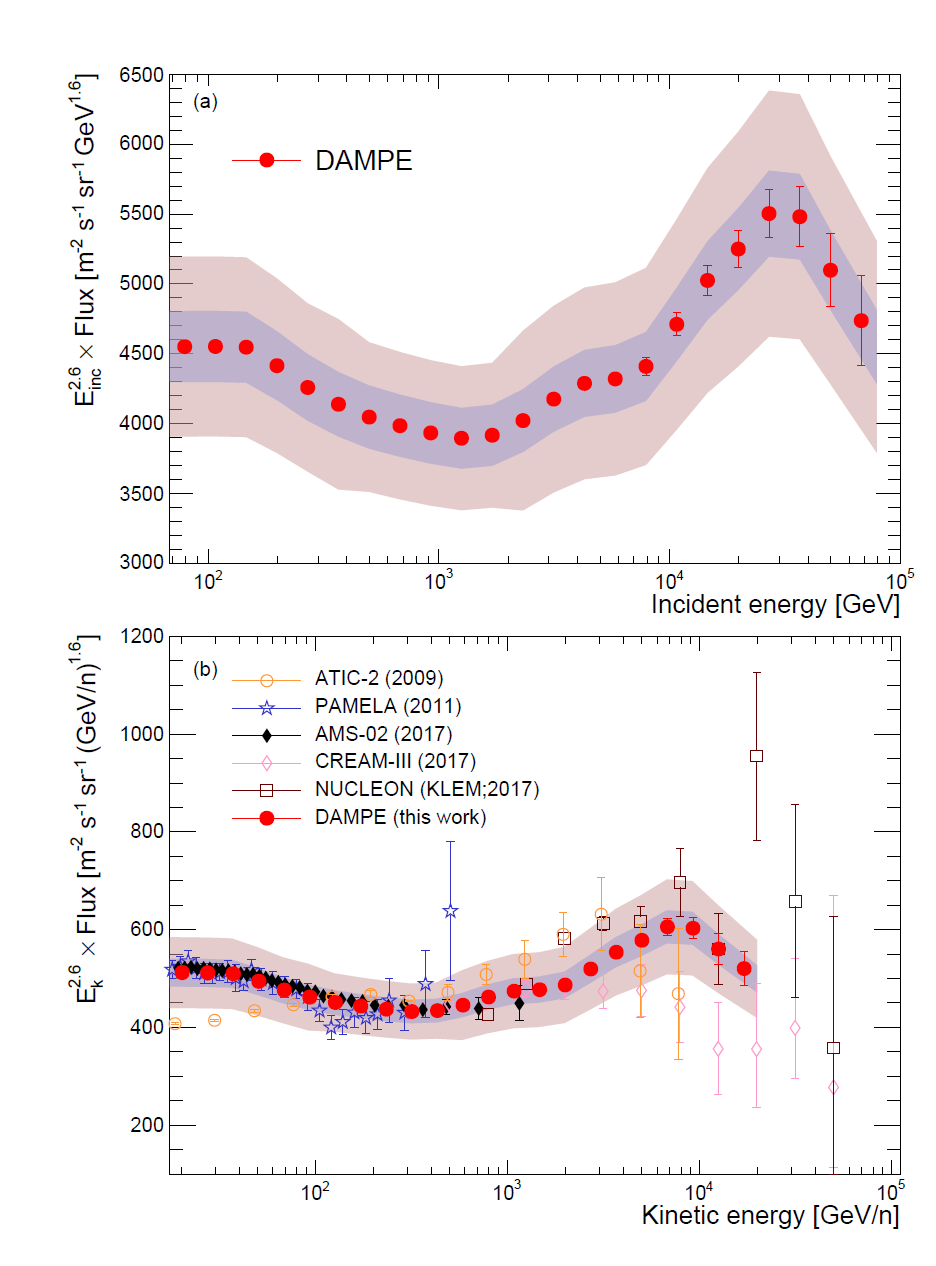 (a)
DAMPE
E_inc^2.6 × Flux [m^-2 s^-1 sr^-1 GeV^1.6]
6500
6000
5500
5000
4500
4000
3500
3000
10^2
10^3
10^4
10^5
Incident energy [GeV]
(b)
ATIC-2 (2009)
PAMELA (2011)
AMS-02 (2017)
CREAM-III (2017)
NUCLEON (KLEM;2017)
DAMPE (this work)
E_k^2.6 × Flux [m^-2 s^-1 sr^-1 (GeV/n)^1.6]
1200
1000
800
600
400
200
10^2
10^3
10^4
10^5
Kinetic energy [GeV/n]